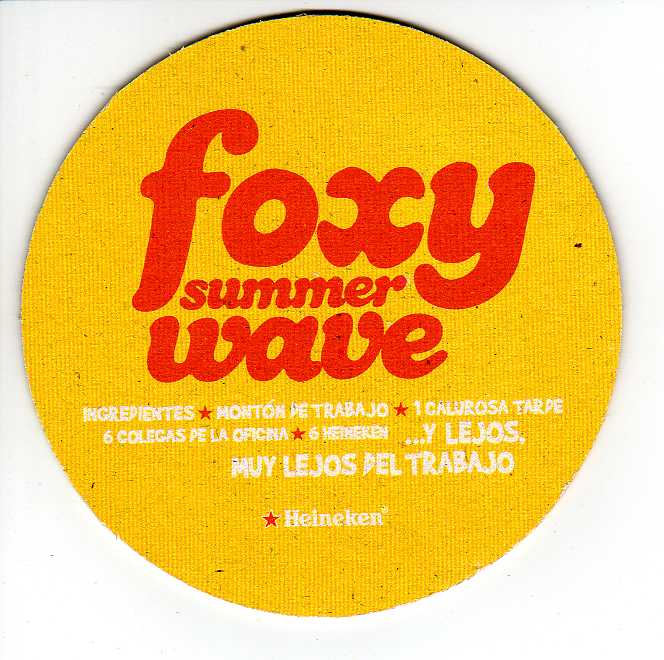 foxy
summer
wave
INGREDIENTES ★ MONTÓN DE TRABAJO ★ 1 CALUROSA TARDE
6 COLEGAS DE LA OFICINA ★ 6 HEINEKEN ...Y LEJOS,
MUY LEJOS DEL TRABAJO
★ Heineken®